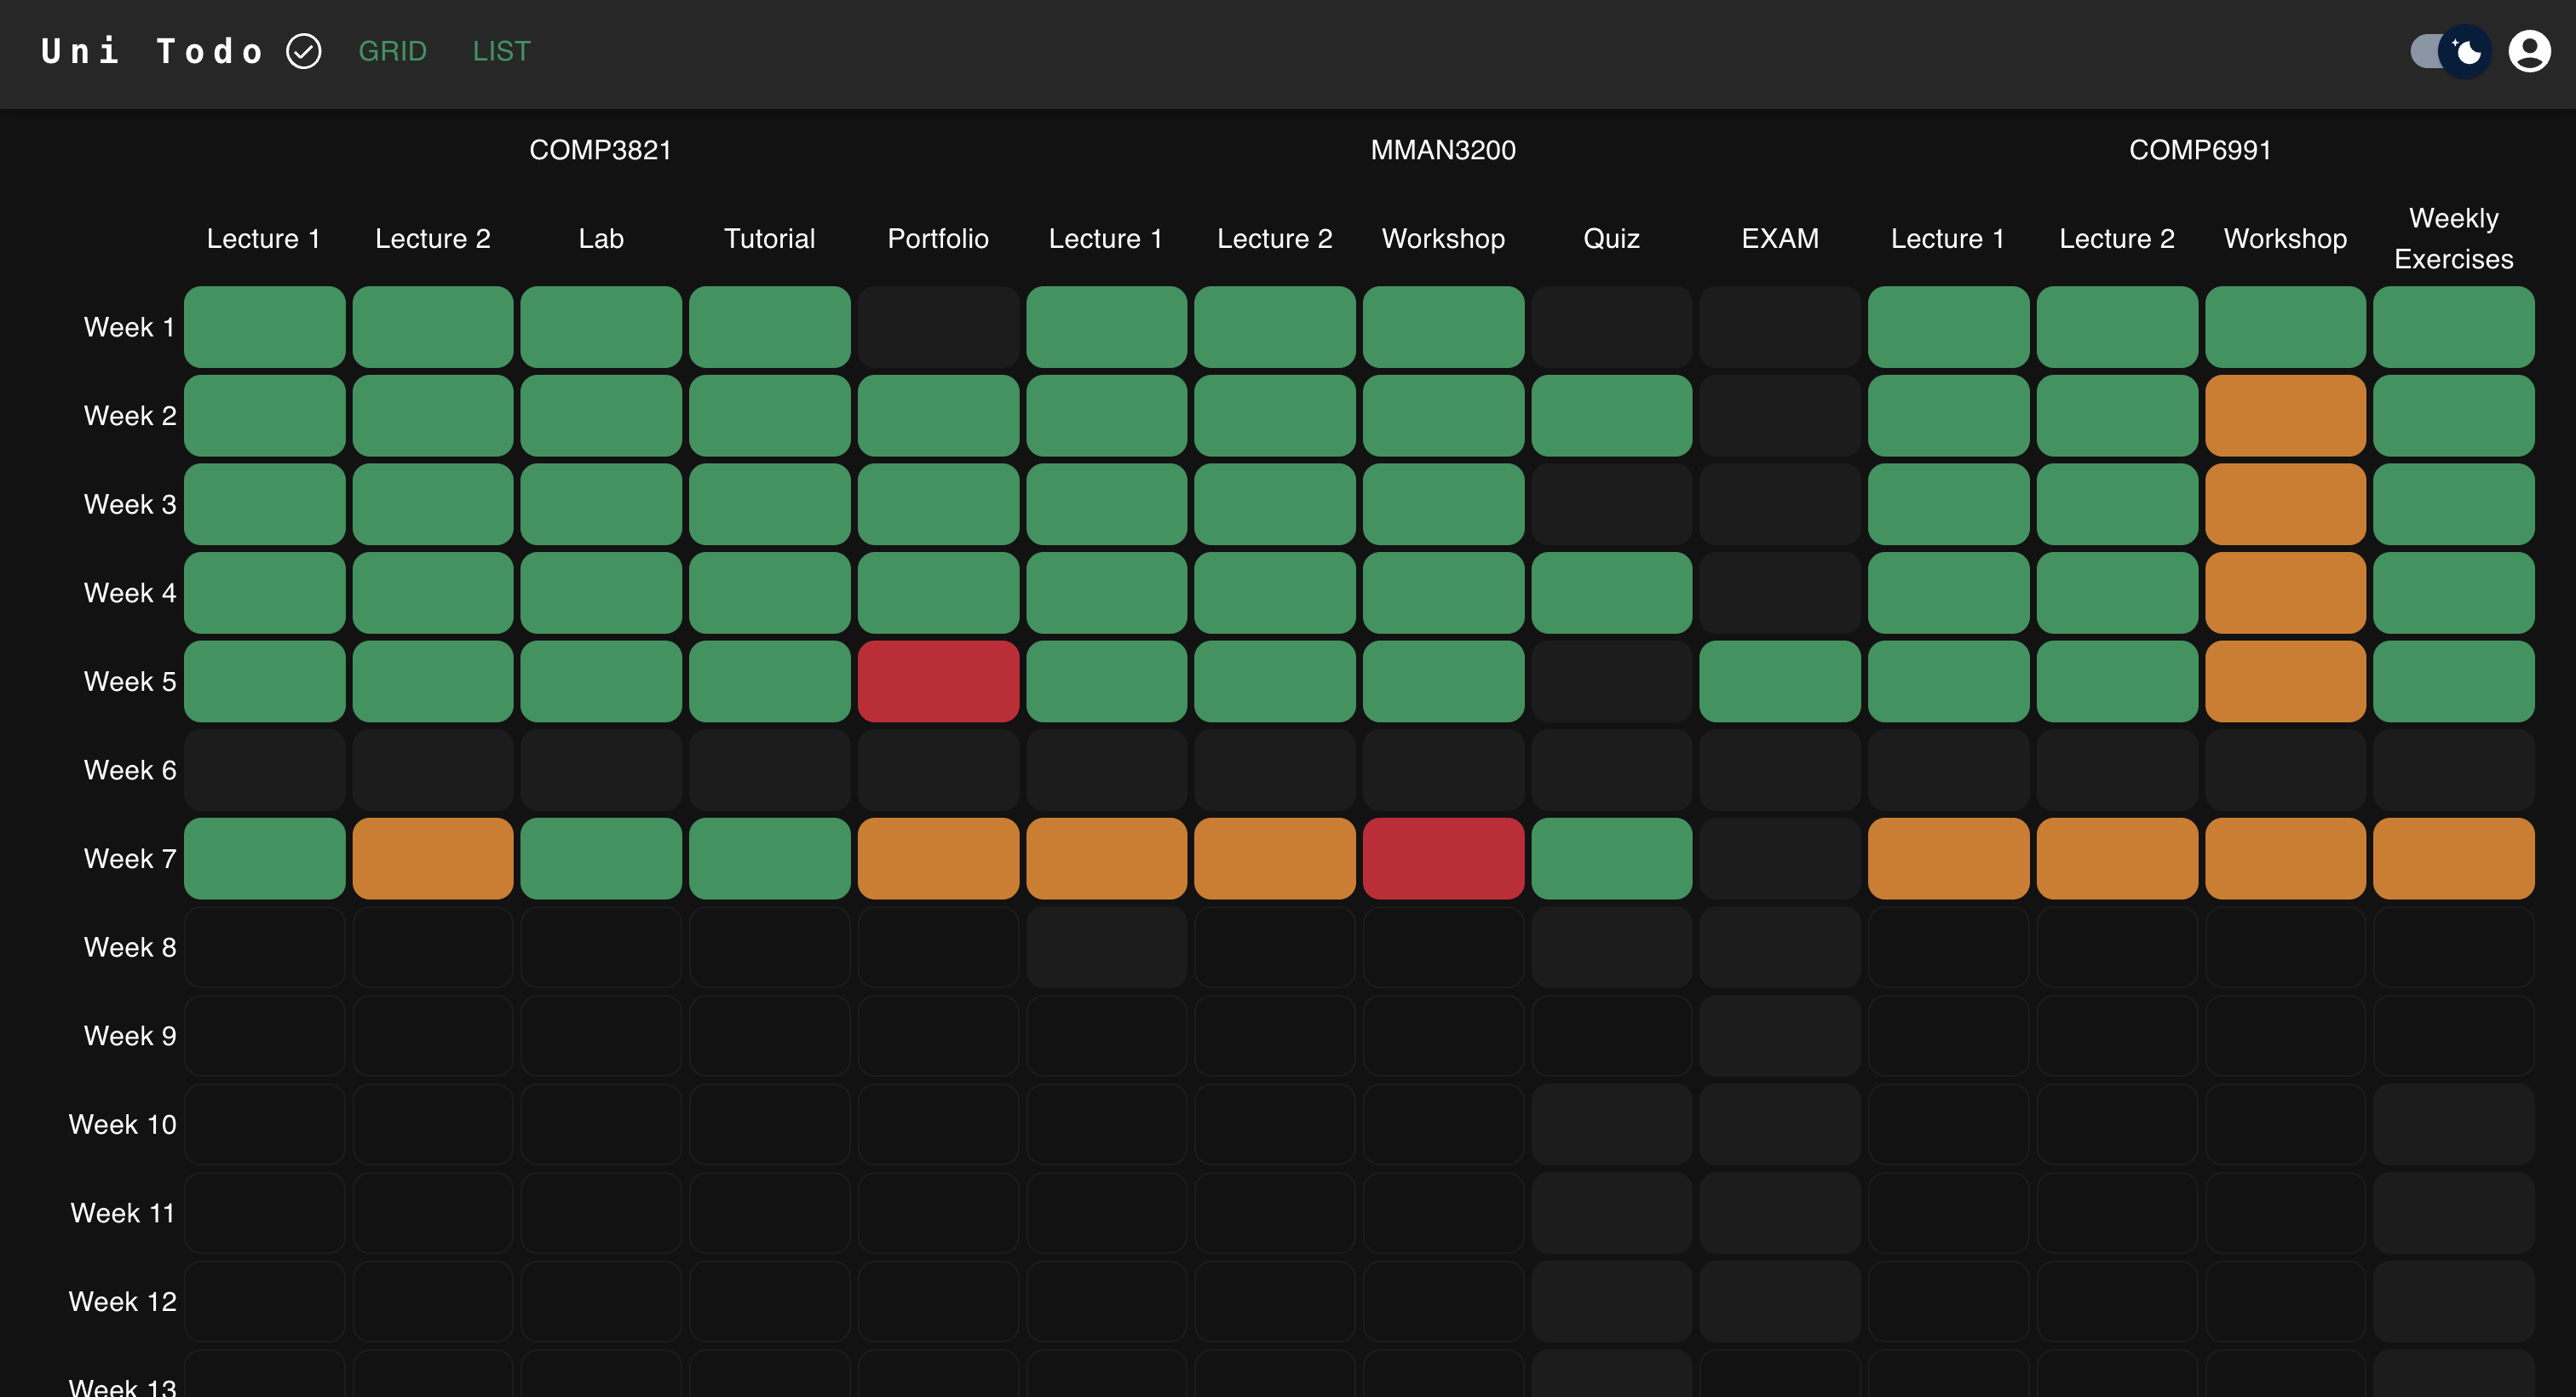 Uni Todo GRID LIST
COMP3821 MMAN3200 COMP6991
Lecture 1 Lecture 2 Lab Tutorial Portfolio Lecture 1 Lecture 2 Workshop Quiz EXAM Lecture 1 Lecture 2 Workshop Weekly Exercises
Week 1
Week 2
Week 3
Week 4
Week 5
Week 6
Week 7
Week 8
Week 9
Week 10
Week 11
Week 12
Week 13